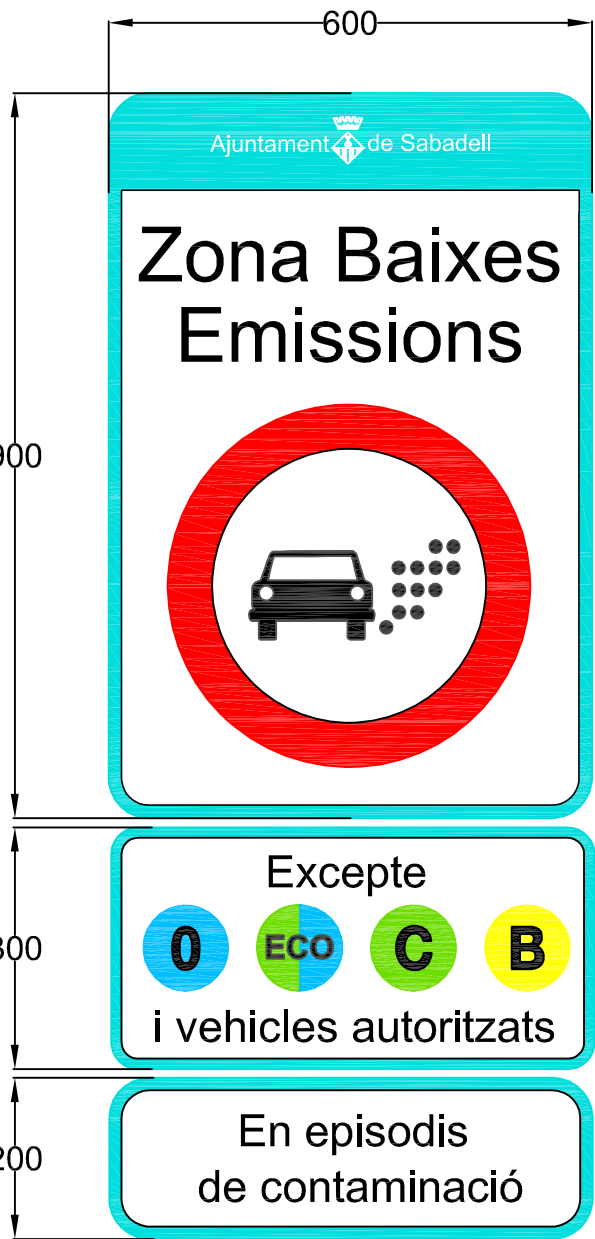 600
Ajuntament de Sabadell
Zona Baixes
Emissions
900
Excepte
0 ECO C B
i vehicles autoritzats
300
En episodis
de contaminació
200